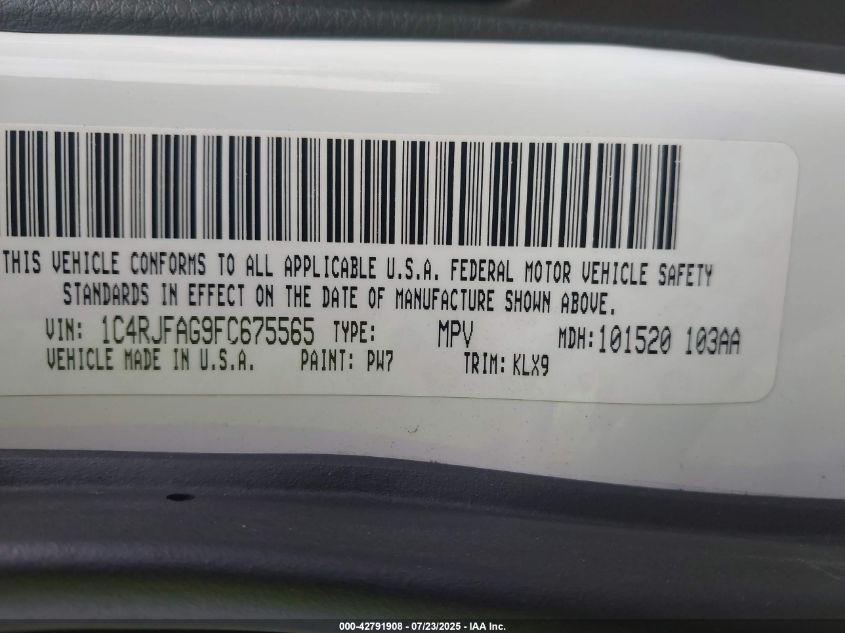 THIS VEHICLE CONFORMS TO ALL APPLICABLE U.S.A. FEDERAL MOTOR VEHICLE SAFETY
STANDARDS IN EFFECT ON THE DATE OF MANUFACTURE SHOWN ABOVE.
VIN: 1C4RJFAG9FC675565 TYPE: MPV MDH:101520 103AA
VEHICLE MADE IN U.S.A. PAINT: PW7 TRIM: KLX9
000-42791908 - 07/23/2025 - IAA Inc.